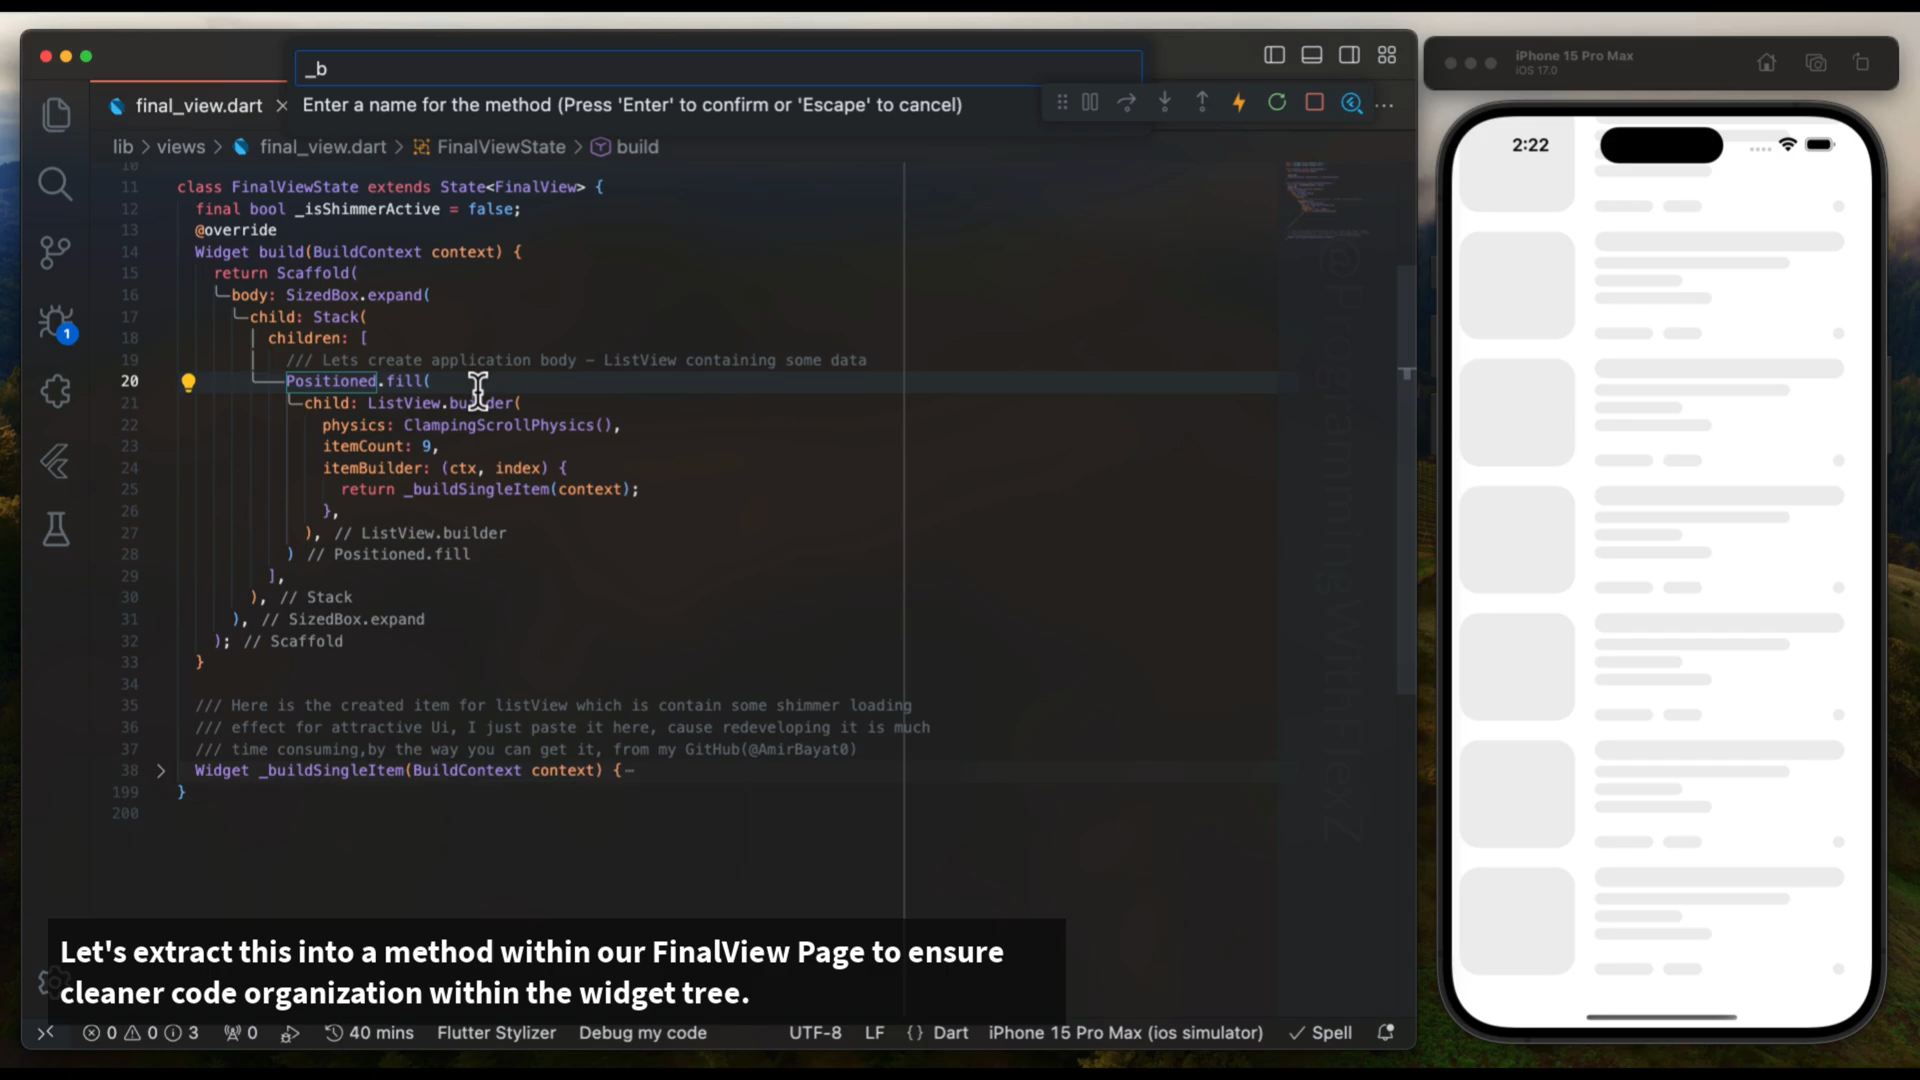 _b
iPhone 15 Pro Max
iOS 17.0
final_view.dart
Enter a name for the method (Press 'Enter' to confirm or 'Escape' to cancel)
lib > views > final_view.dart > FinalViewState > build
10
11 class FinalViewState extends State<FinalView> {
12 final bool _isShimmerActive = false;
13 @override
14 Widget build(BuildContext context) {
15 return Scaffold(
16 body: SizedBox.expand(
17 child: Stack(
18 children: [
19 /// Lets create application body – ListView containing some data
20 Positioned.fill(
21 child: ListView.builder(
22 physics: ClampingScrollPhysics(),
23 itemCount: 9,
24 itemBuilder: (ctx, index) {
25 return _buildSingleItem(context);
26 },
27 ), // ListView.builder
28 ) // Positioned.fill
29 ],
30 ), // Stack
31 ), // SizedBox.expand
32 ); // Scaffold
33 }
34
35 /// Here is the created item for listView which is contain some shimmer loading
36 /// effect for attractive Ui, I just paste it here, cause redeveloping it is much
37 /// time consuming,by the way you can get it, from my GitHub(@AmirBayat0)
38 Widget _buildSingleItem(BuildContext context) {⋯
199 }
200
1
@ProgrammingWithFlexZ
2:22
Let's extract this into a method within our FinalView Page to ensure
cleaner code organization within the widget tree.
0 0 3 0 40 mins Flutter Stylizer Debug my code UTF-8 LF {} Dart iPhone 15 Pro Max (ios simulator) Spell